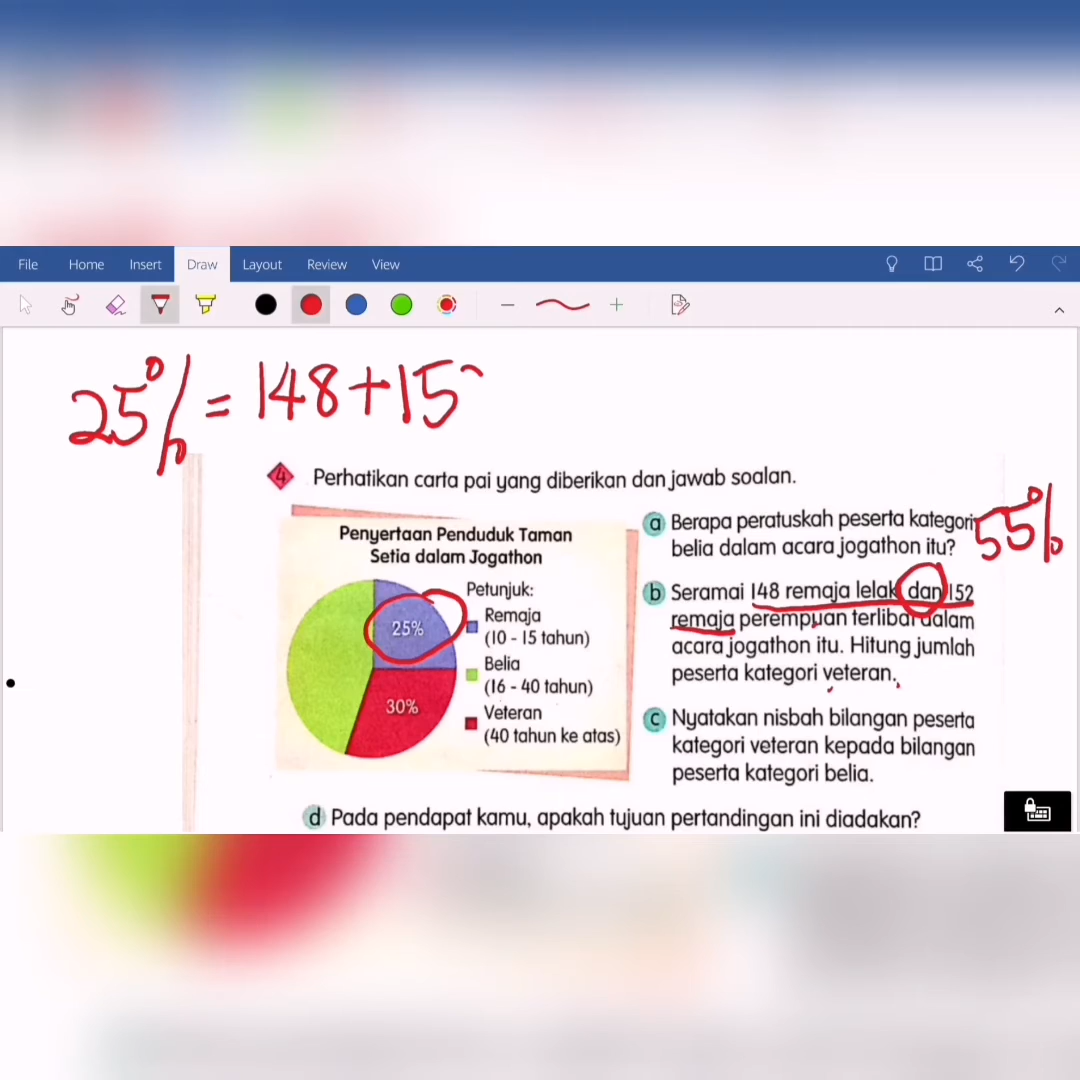 File Home Insert Draw Layout Review View
25% = 148+15
4 Perhatikan carta pai yang diberikan dan jawab soalan.
Penyertaan Penduduk Taman
Setia dalam Jogathon
Petunjuk:
Remaja
(10 - 15 tahun)
Belia
(16 - 40 tahun)
Veteran
(40 tahun ke atas)
25%
30%
a Berapa peratuskah peserta kategori
belia dalam acara jogathon itu?
55%
b Seramai 148 remaja lelaki dan 152
remaja perempuan terlibat dalam
acara jogathon itu. Hitung jumlah
peserta kategori veteran.
c Nyatakan nisbah bilangan peserta
kategori veteran kepada bilangan
peserta kategori belia.
d Pada pendapat kamu, apakah tujuan pertandingan ini diadakan?